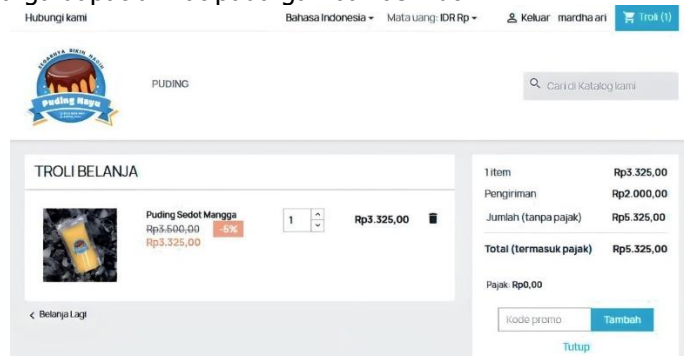 Hubungi kami
Bahasa Indonesia Mata uang: IDR Rp Keluar mardha ari Troli (1)
SEGARNYA BIKIN NAGIH
Puding Nayu
PUDING
Cari di Katalog kami
TROLI BELANJA
Puding Sedot Mangga
Rp3.500,00 -5%
Rp3.325,00
1
Rp3.325,00
Belanja Lagi
1 item Rp3.325,00
Pengiriman Rp2.000,00
Jumlah (tanpa pajak) Rp5.325,00
Total (termasuk pajak) Rp5.325,00
Pajak: Rp0,00
Kode promo Tambah
Tutup